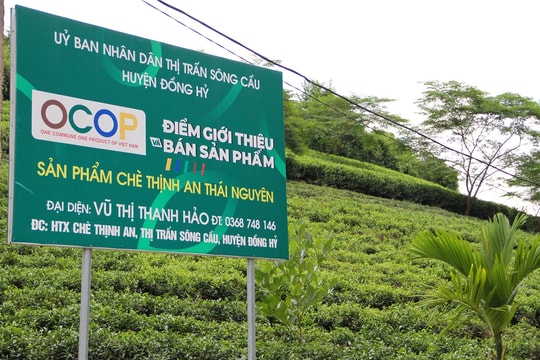 UỶ BAN NHÂN DÂN THỊ TRẤN SÔNG CẦU
HUYỆN ĐỒNG HỶ
OCOP
ONE COMMUNE ONE PRODUCT OF VIET NAM
ĐIỂM GIỚI THIỆU
VÀ BÁN SẢN PHẨM
SẢN PHẨM CHÈ THỊNH AN THÁI NGUYÊN
ĐẠI DIỆN: VŨ THỊ THANH HẢO ĐT: 0368 748 146
ĐC: HTX CHÈ THỊNH AN, THỊ TRẤN SÔNG CẦU, HUYỆN ĐỒNG HỶ